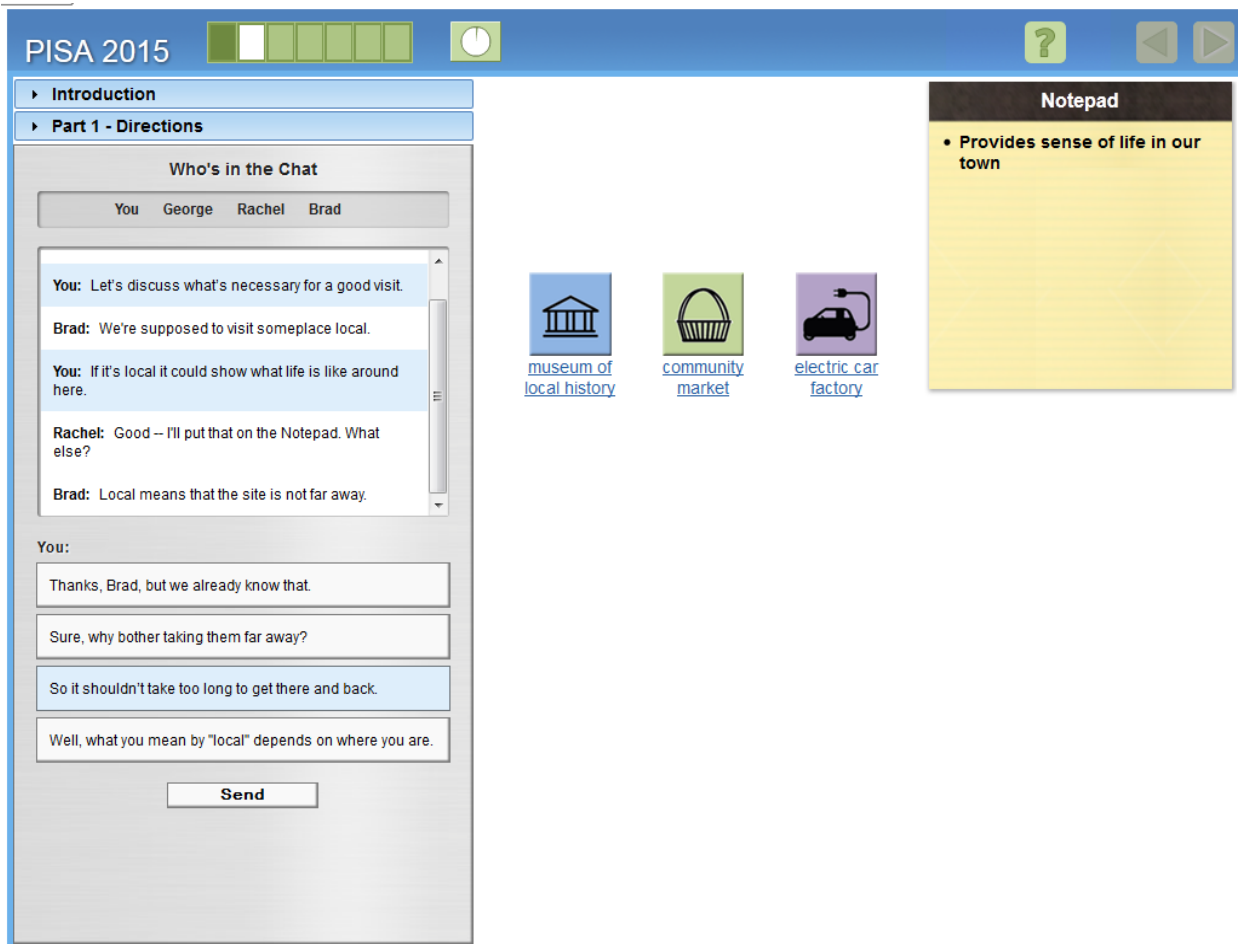 PISA 2015
?
Introduction
Part 1 - Directions
Who's in the Chat
You George Rachel Brad
You: Let's discuss what's necessary for a good visit.
Brad: We're supposed to visit someplace local.
You: If it's local it could show what life is like around
here.
Rachel: Good -- I'll put that on the Notepad. What
else?
Brad: Local means that the site is not far away.
You:
Thanks, Brad, but we already know that.
Sure, why bother taking them far away?
So it shouldn't take too long to get there and back.
Well, what you mean by "local" depends on where you are.
Send
museum of
local history
community
market
electric car
factory
Notepad
• Provides sense of life in our
town